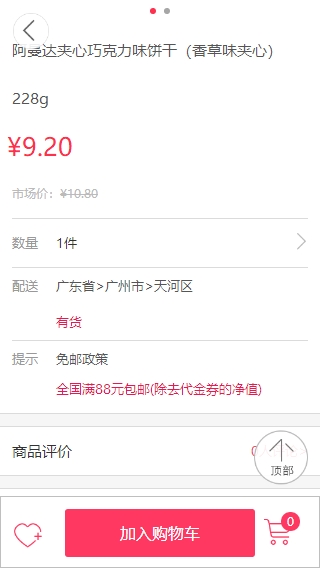 阿曼达夹心巧克力味饼干（香草味夹心）
228g
¥9.20
市场价：¥10.80
数量 1件
配送 广东省>广州市>天河区
有货
提示 免邮政策
全国满88元包邮(除去代金券的净值)
商品评价
顶部
加入购物车
0